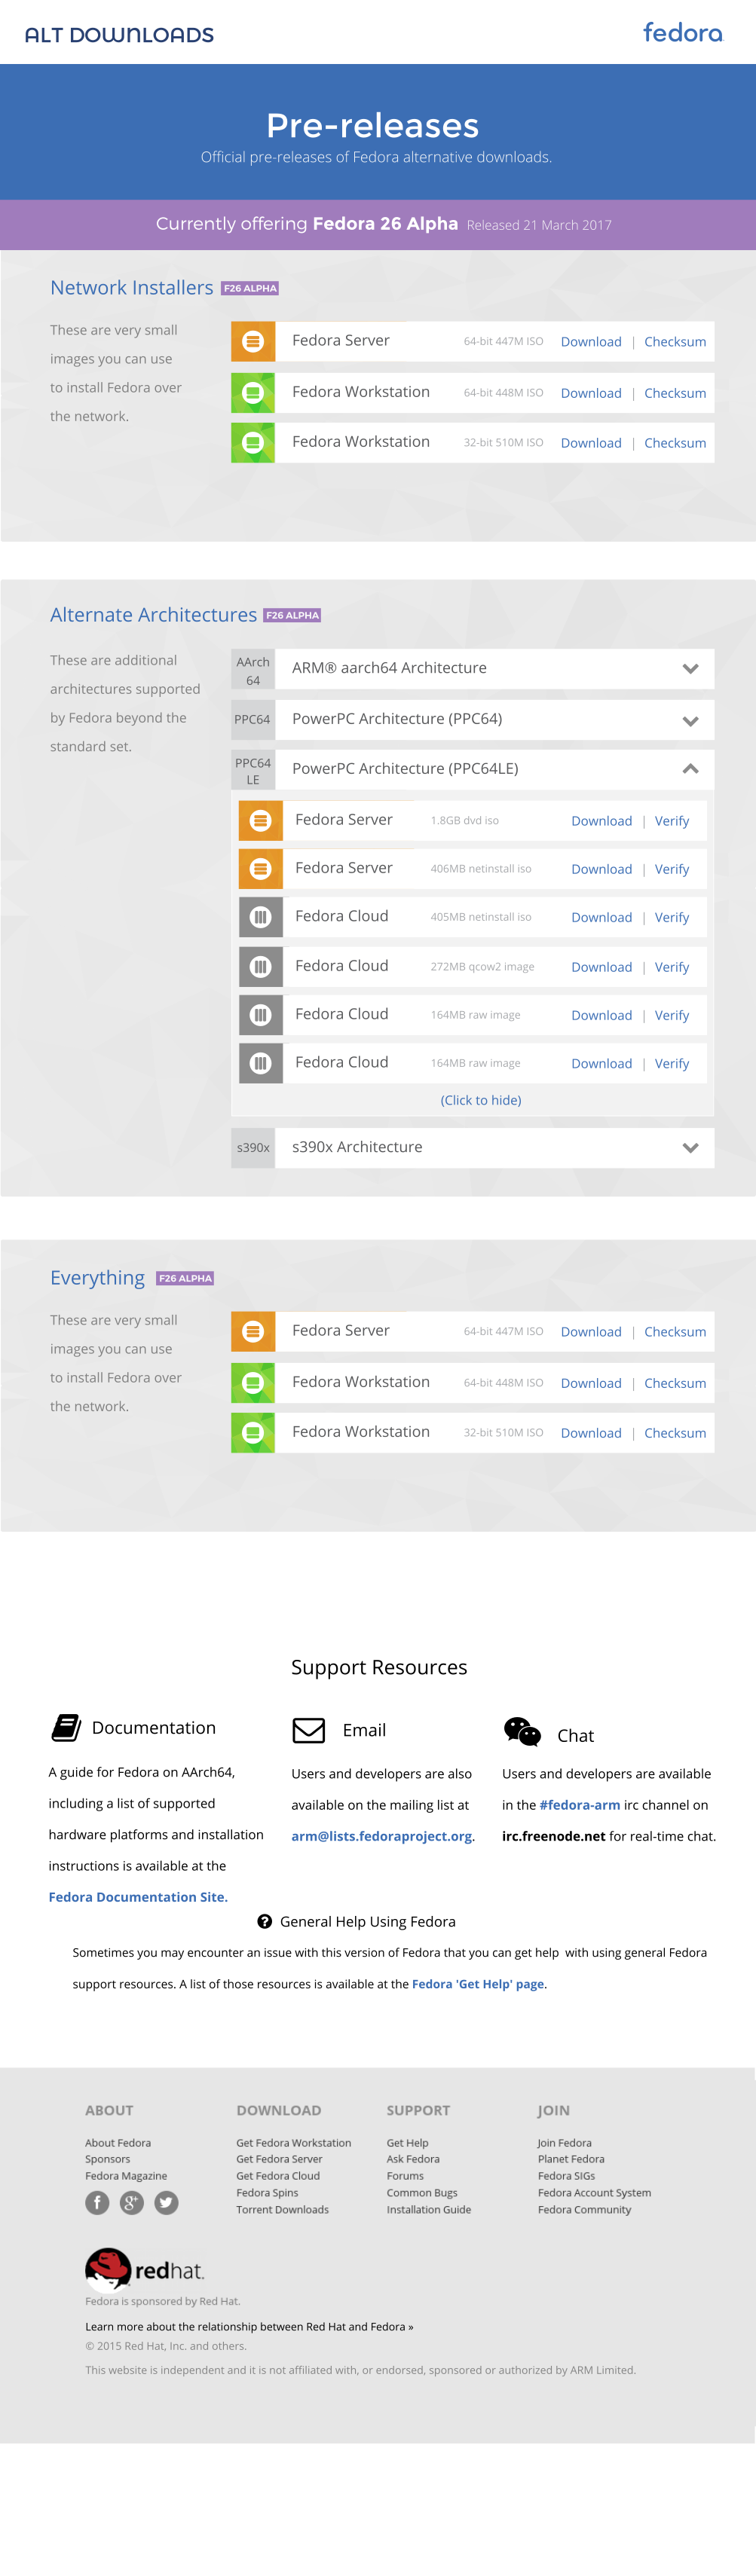 ALT DOWNLOADS
fedora
Pre-releases
Official pre-releases of Fedora alternative downloads.
Currently offering Fedora 26 Alpha Released 21 March 2017
Network Installers F26 ALPHA
These are very small
images you can use
to install Fedora over
the network.
Fedora Server 64-bit 447M ISO Download | Checksum
Fedora Workstation 64-bit 448M ISO Download | Checksum
Fedora Workstation 32-bit 510M ISO Download | Checksum
Alternate Architectures F26 ALPHA
These are additional
architectures supported
by Fedora beyond the
standard set.
AArch
64
ARM® aarch64 Architecture
PPC64 PowerPC Architecture (PPC64)
PPC64
LE
PowerPC Architecture (PPC64LE)
Fedora Server 1.8GB dvd iso Download | Verify
Fedora Server 406MB netinstall iso Download | Verify
Fedora Cloud 405MB netinstall iso Download | Verify
Fedora Cloud 272MB qcow2 image Download | Verify
Fedora Cloud 164MB raw image Download | Verify
Fedora Cloud 164MB raw image Download | Verify
(Click to hide)
s390x s390x Architecture
Everything F26 ALPHA
These are very small
images you can use
to install Fedora over
the network.
Fedora Server 64-bit 447M ISO Download | Checksum
Fedora Workstation 64-bit 448M ISO Download | Checksum
Fedora Workstation 32-bit 510M ISO Download | Checksum
Support Resources
Documentation
A guide for Fedora on AArch64,
including a list of supported
hardware platforms and installation
instructions is available at the
Fedora Documentation Site.
Email
Users and developers are also
available on the mailing list at
arm@lists.fedoraproject.org.
Chat
Users and developers are available
in the #fedora-arm irc channel on
irc.freenode.net for real-time chat.
General Help Using Fedora
Sometimes you may encounter an issue with this version of Fedora that you can get help with using general Fedora
support resources. A list of those resources is available at the Fedora 'Get Help' page.
ABOUT
About Fedora
Sponsors
Fedora Magazine
f g+
DOWNLOAD
Get Fedora Workstation
Get Fedora Server
Get Fedora Cloud
Fedora Spins
Torrent Downloads
SUPPORT
Get Help
Ask Fedora
Forums
Common Bugs
Installation Guide
JOIN
Join Fedora
Planet Fedora
Fedora SIGs
Fedora Account System
Fedora Community
redhat.
Fedora is sponsored by Red Hat.
Learn more about the relationship between Red Hat and Fedora »
© 2015 Red Hat, Inc. and others.
This website is independent and it is not affiliated with, or endorsed, sponsored or authorized by ARM Limited.